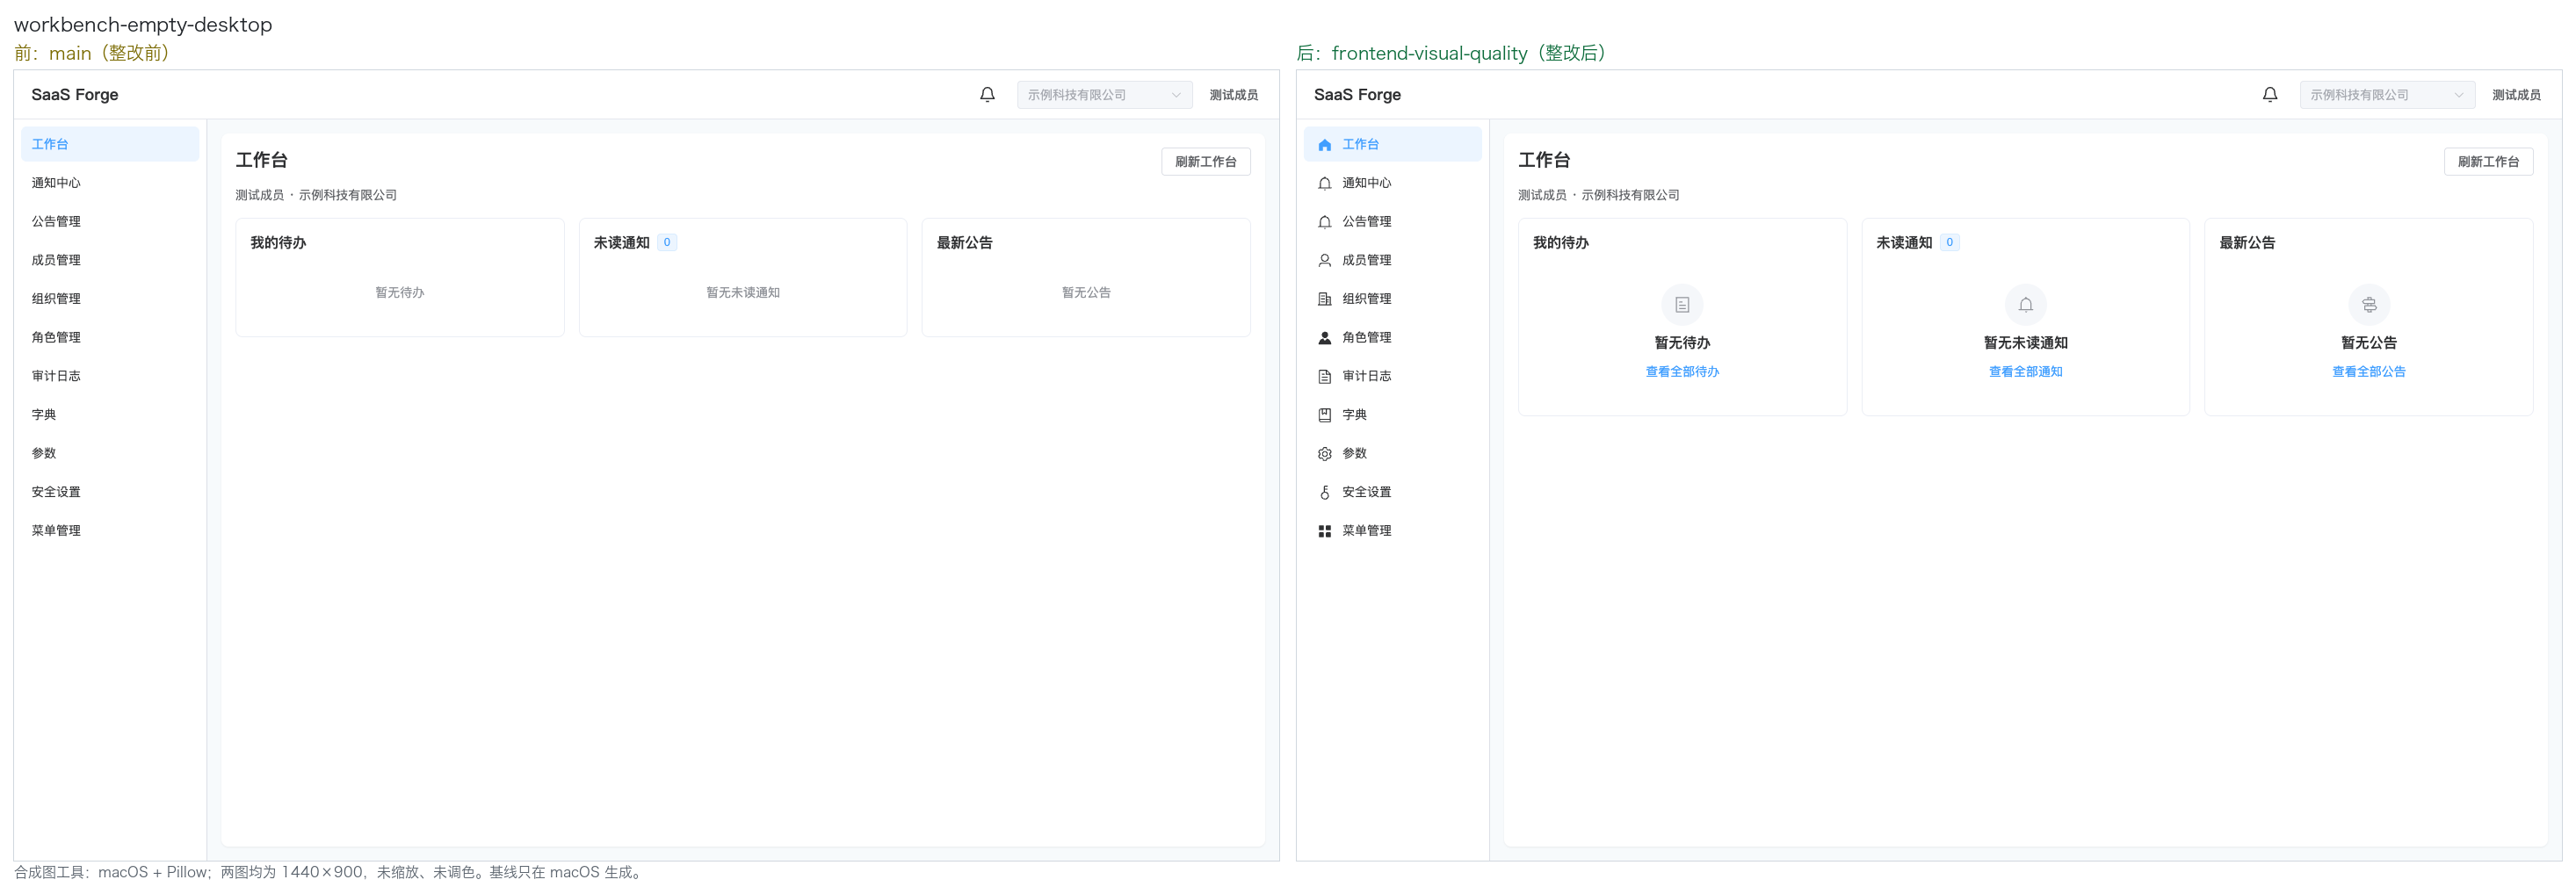 workbench-empty-desktop
前：main（整改前）
SaaS Forge
示例科技有限公司
测试成员
工作台
通知中心
公告管理
成员管理
组织管理
角色管理
审计日志
字典
参数
安全设置
菜单管理
工作台
刷新工作台
测试成员 · 示例科技有限公司
我的待办
暂无待办
未读通知 0
暂无未读通知
最新公告
暂无公告
后：frontend-visual-quality（整改后）
SaaS Forge
示例科技有限公司
测试成员
工作台
通知中心
公告管理
成员管理
组织管理
角色管理
审计日志
字典
参数
安全设置
菜单管理
工作台
刷新工作台
测试成员 · 示例科技有限公司
我的待办
暂无待办
查看全部待办
未读通知 0
暂无未读通知
查看全部通知
最新公告
暂无公告
查看全部公告
合成图工具：macOS + Pillow；两图均为 1440×900，未缩放、未调色。基线只在 macOS 生成。